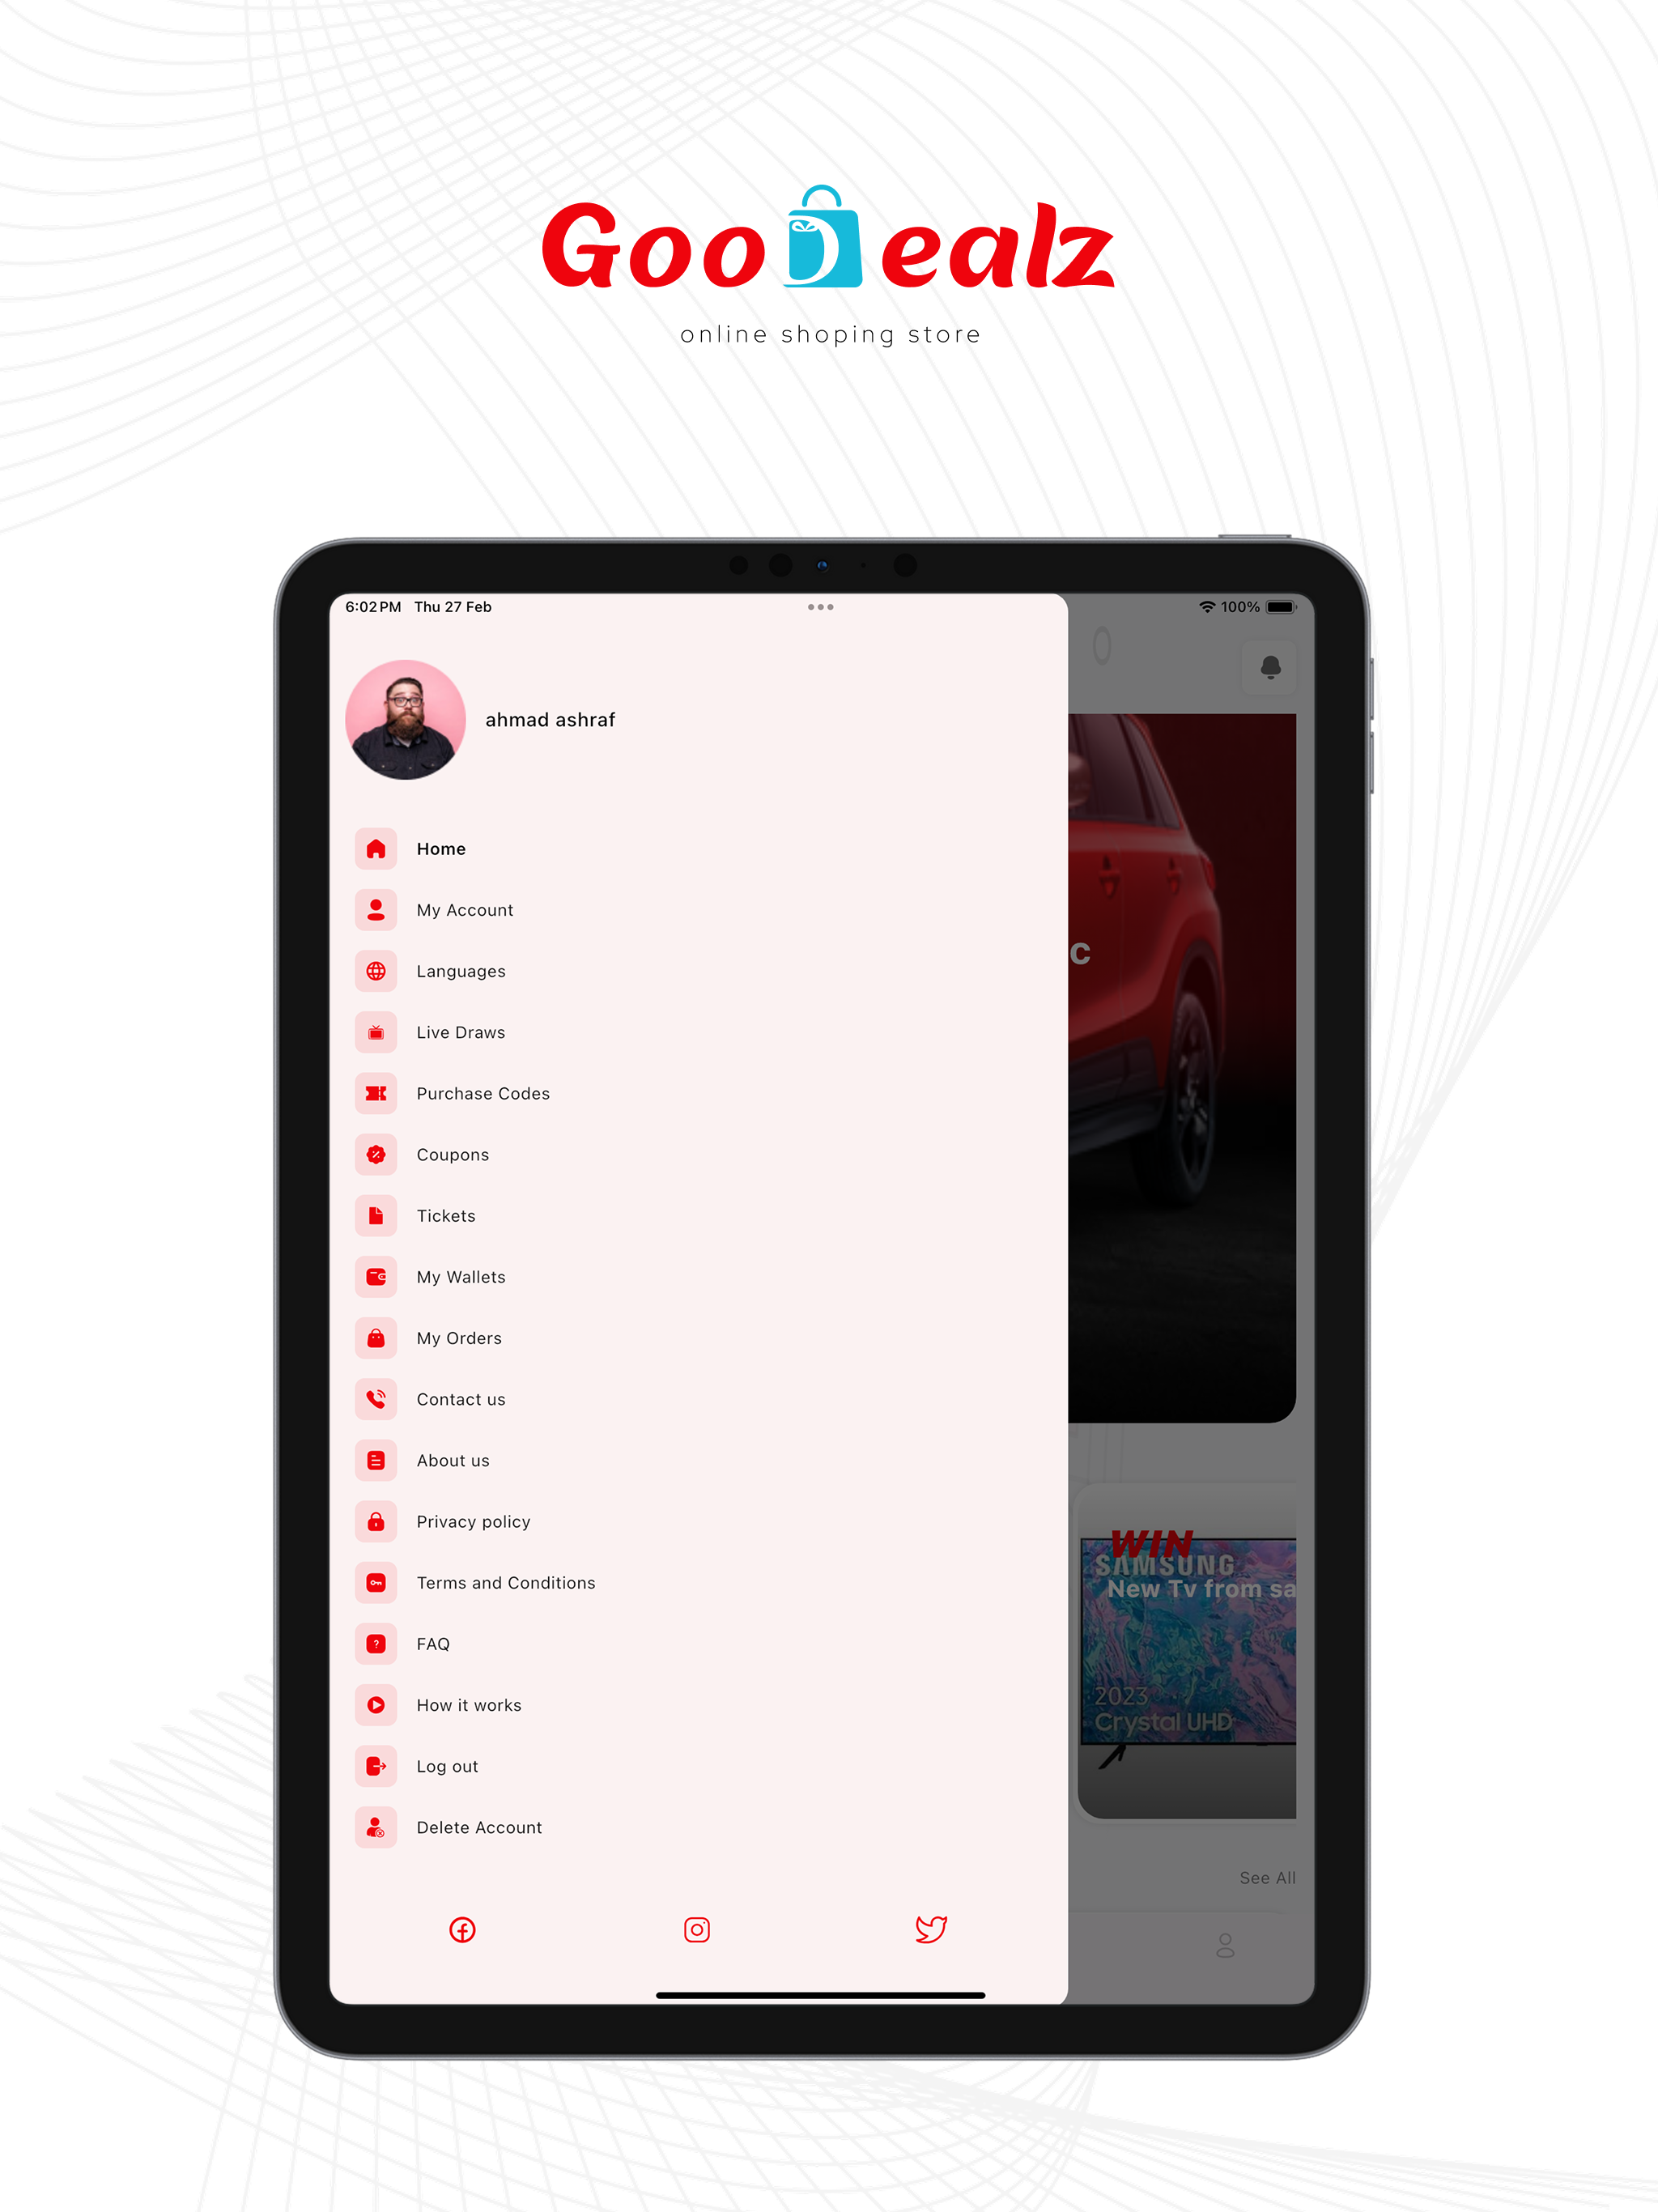 GooDealz
online shoping store
6:02 PM Thu 27 Feb
100%
ahmad ashraf
Home
My Account
Languages
Live Draws
Purchase Codes
Coupons
Tickets
My Wallets
My Orders
Contact us
About us
Privacy policy
Terms and Conditions
FAQ
How it works
Log out
Delete Account
c
WIN
SAMSUNG
New Tv from sa
2023
Crystal UHD
See All